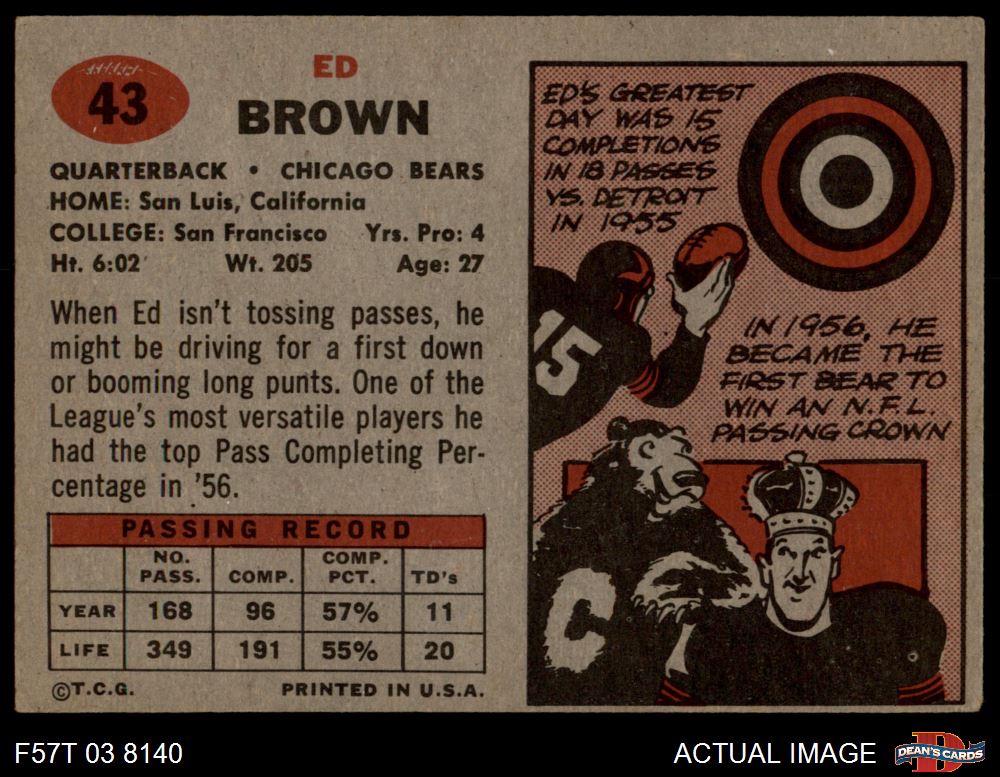 43
ED
BROWN
QUARTERBACK • CHICAGO BEARS
HOME: San Luis, California
COLLEGE: San Francisco Yrs. Pro: 4
Ht. 6:02 Wt. 205 Age: 27
When Ed isn't tossing passes, he
might be driving for a first down
or booming long punts. One of the
League's most versatile players he
had the top Pass Completing Per-
centage in '56.
PASSING RECORD
NO. PASS. COMP. COMP. PCT. TD's
YEAR 168 96 57% 11
LIFE 349 191 55% 20
©T.C.G. PRINTED IN U.S.A.
ED'S GREATEST
DAY WAS 15
COMPLETIONS
IN 18 PASSES
VS. DETROIT
IN 1955
15
IN 1956, HE
BECAME THE
FIRST BEAR TO
WIN AN N.F.L.
PASSING CROWN
C
F57T 03 8140
ACTUAL IMAGE
D
DEAN'S CARDS